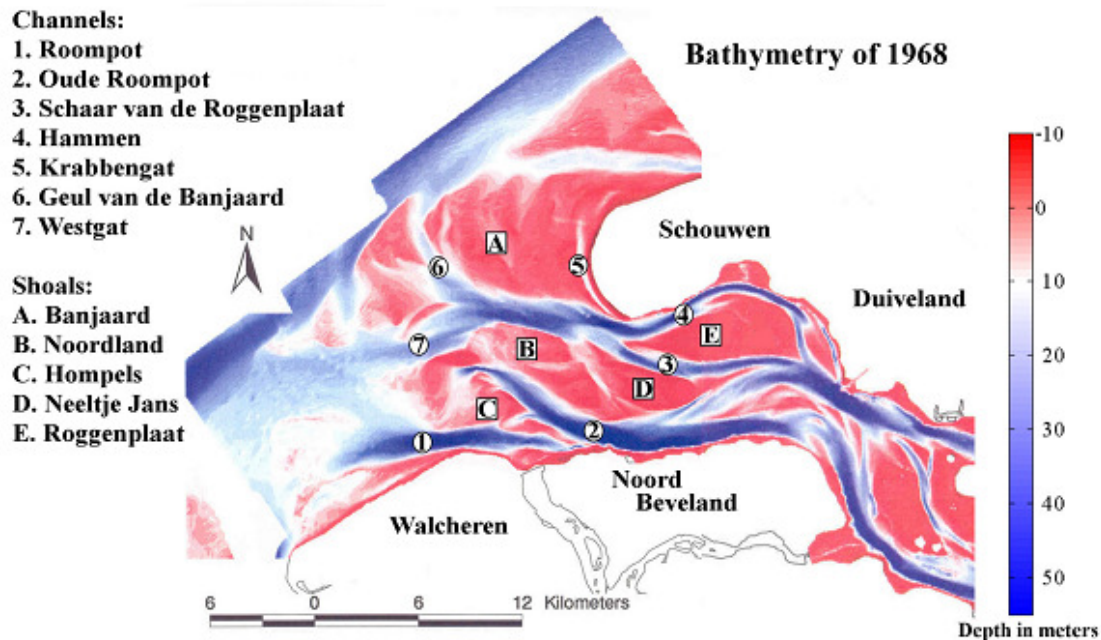 Channels:
1. Roompot
2. Oude Roompot
3. Schaar van de Roggenplaat
4. Hammen
5. Krabbengat
6. Geul van de Banjaard
7. Westgat
Shoals:
A. Banjaard
B. Noordland
C. Hompels
D. Neeltje Jans
E. Roggenplaat
Bathymetry of 1968
N
Schouwen
Duiveland
Noord
Beveland
Walcheren
A
B
C
D
E
1
2
3
4
5
6
7
6 0 6 12 Kilometers
-10
0
10
20
30
40
50
Depth in meters